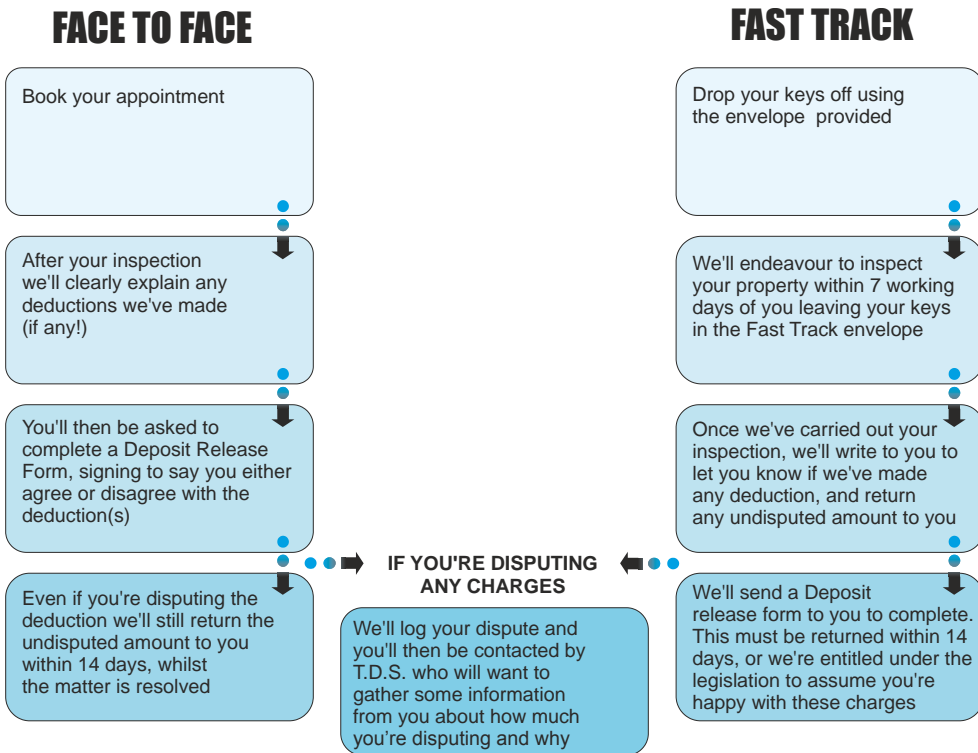 FACE TO FACE
Book your appointment
After your inspection
we'll clearly explain any
deductions we've made
(if any!)
You'll then be asked to
complete a Deposit Release
Form, signing to say you either
agree or disagree with the
deduction(s)
Even if you're disputing the
deduction we'll still return the
undisputed amount to you
within 14 days, whilst
the matter is resolved
IF YOU'RE DISPUTING
ANY CHARGES
We'll log your dispute and
you'll then be contacted by
T.D.S. who will want to
gather some information
from you about how much
you’re disputing and why
FAST TRACK
Drop your keys off using
the envelope provided
We'll endeavour to inspect
your property within 7 working
days of you leaving your keys
in the Fast Track envelope
Once we've carried out your
inspection, we'll write to you to
let you know if we've made
any deduction, and return
any undisputed amount to you
We'll send a Deposit
release form to you to complete.
This must be returned within 14
days, or we're entitled under the
legislation to assume you're
happy with these charges